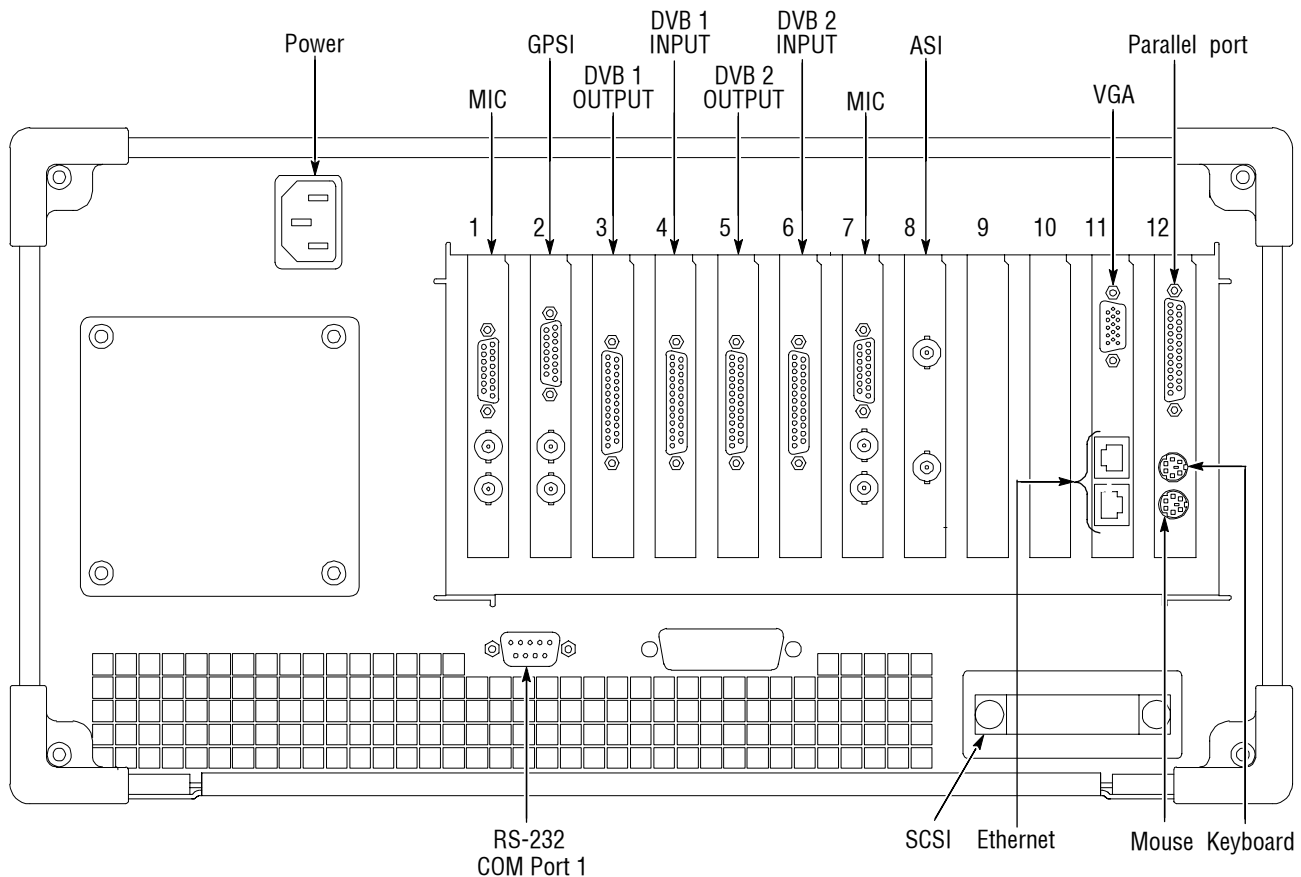 Power
MIC
GPSI
DVB 1
OUTPUT
DVB 1
INPUT
DVB 2
OUTPUT
DVB 2
INPUT
MIC
ASI
VGA
Parallel port
1 2 3 4 5 6 7 8 9 10 11 12
RS-232
COM Port 1
SCSI
Ethernet
Mouse
Keyboard